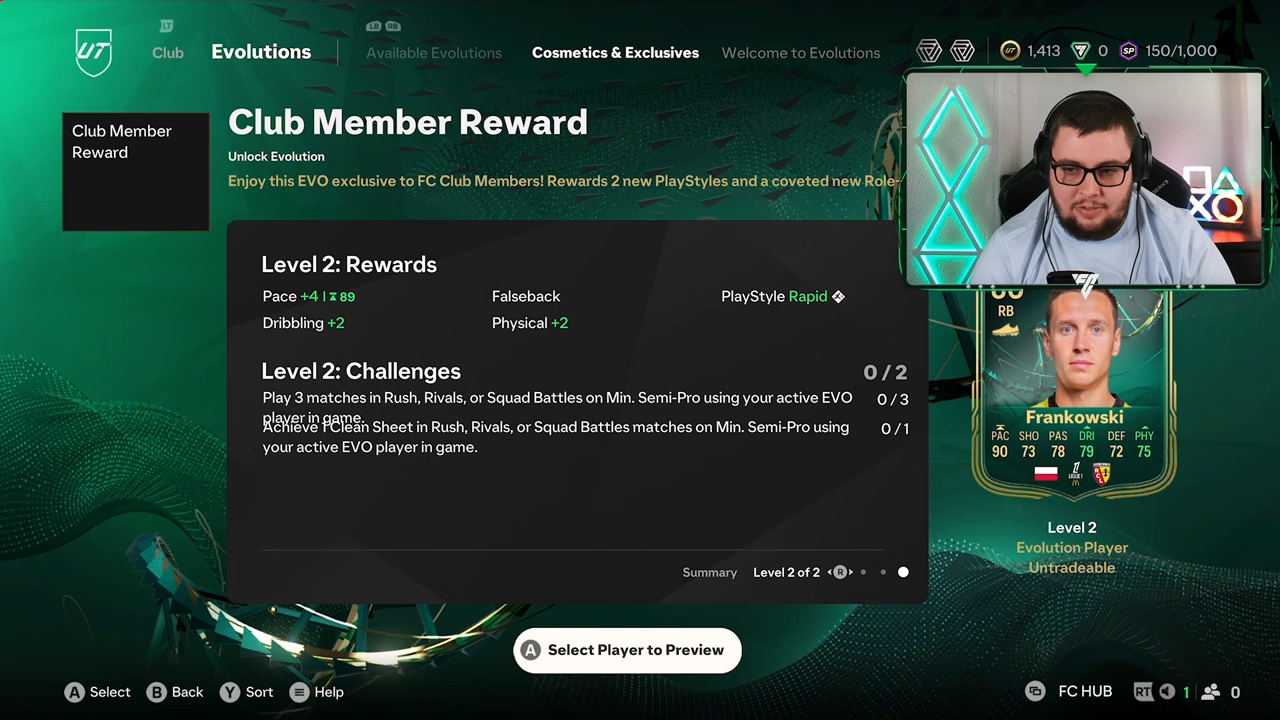 UT
LT
Club
Evolutions
LB RB
Available Evolutions
Cosmetics & Exclusives
Welcome to Evolutions
UT 1,413
0
SP 150/1,000
Club Member
Reward
Club Member Reward
Unlock Evolution
Enjoy this EVO exclusive to FC Club Members! Rewards 2 new PlayStyles and a coveted new Role-
Level 2: Rewards
Pace +4 | 89
Falseback
PlayStyle Rapid
Dribbling +2
Physical +2
Level 2: Challenges
0 / 2
Play 3 matches in Rush, Rivals, or Squad Battles on Min. Semi-Pro using your active EVO
0 / 3
player in game.
Achieve 1 Clean Sheet in Rush, Rivals, or Squad Battles matches on Min. Semi-Pro using
0 / 1
your active EVO player in game.
Summary
Level 2 of 2 R
RB
Frankowski
PAC SHO PAS DRI DEF PHY
90 73 78 79 72 75
LIGUE 1
Level 2
Evolution Player
Untradeable
A Select Player to Preview
A Select
B Back
Y Sort
Help
FC HUB
RT 1
0